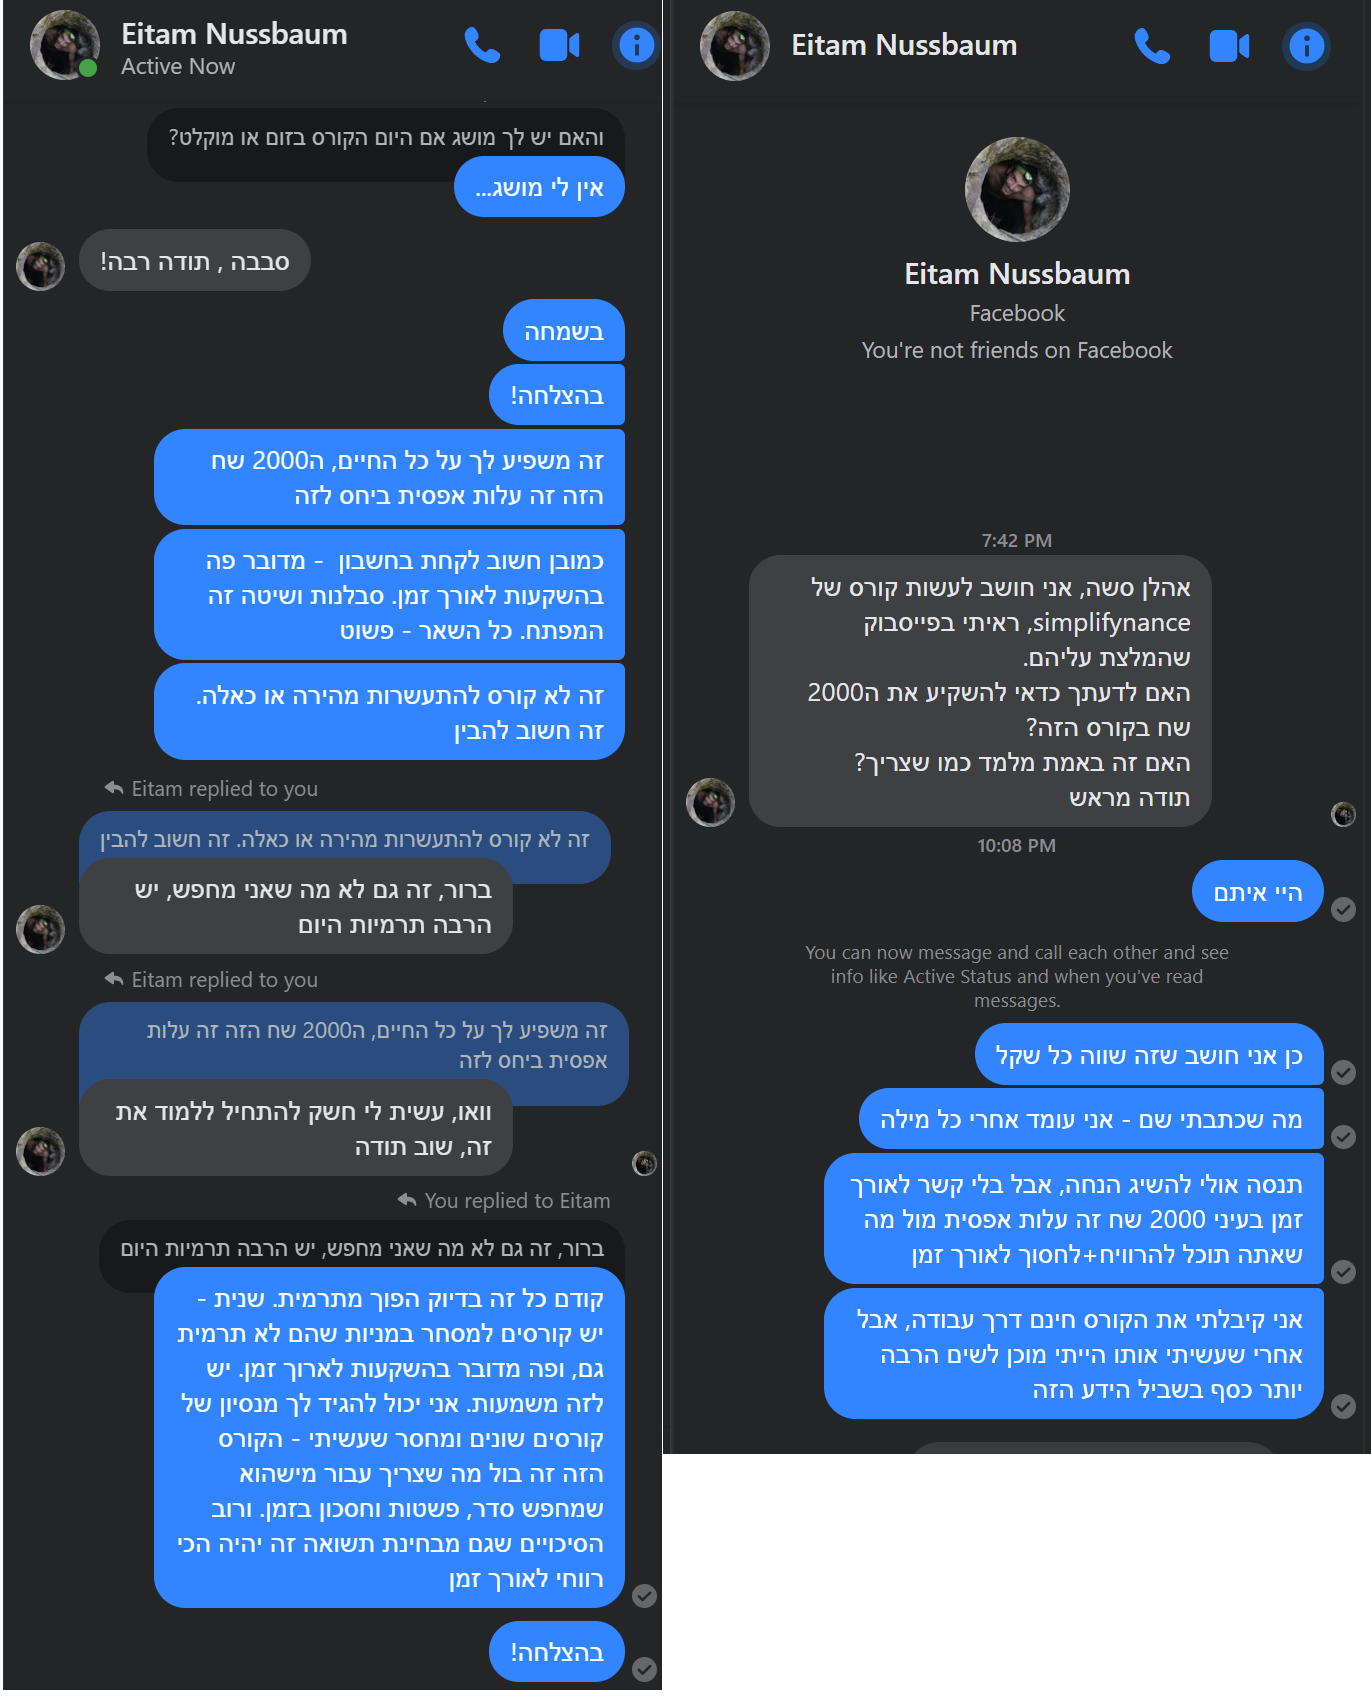 Eitam Nussbaum
Active Now
והאם יש לך מושג אם היום הקורס בזום או מוקלט?
אין לי מושג...
סבבה , תודה רבה!
בשמחה
בהצלחה!
זה משפיע לך על כל החיים, ה2000 שח
הזה זה עלות אפסית ביחס לזה
כמובן חשוב לקחת בחשבון  - מדובר פה
בהשקעות לאורך זמן. סבלנות ושיטה זה
המפתח. כל השאר - פשוט
זה לא קורס להתעשרות מהירה או כאלה.
זה חשוב להבין
Eitam replied to you
זה לא קורס להתעשרות מהירה או כאלה. זה חשוב להבין
ברור, זה גם לא מה שאני מחפש, יש
הרבה תרמיות היום
Eitam replied to you
זה משפיע לך על כל החיים, ה2000 שח הזה זה עלות
אפסית ביחס לזה
וואו, עשית לי חשק להתחיל ללמוד את
זה, שוב תודה
You replied to Eitam
ברור, זה גם לא מה שאני מחפש, יש הרבה תרמיות היום
קודם כל זה בדיוק הפוך מתרמית. שנית -
יש קורסים למסחר במניות שהם לא תרמית
גם, ופה מדובר בהשקעות לארוך זמן. יש
לזה משמעות. אני יכול להגיד לך מנסיון של
קורסים שונים ומחסר שעשיתי - הקורס
הזה זה בול מה שצריך עבור מישהוא
שמחפש סדר, פשטות וחסכון בזמן. ורוב
הסיכויים שגם מבחינת תשואה זה יהיה הכי
רווחי לאורך זמן
בהצלחה!
Eitam Nussbaum
Eitam Nussbaum
Facebook
You're not friends on Facebook
7:42 PM
אהלן סשה, אני חושב לעשות קורס של
simplifynance, ראיתי בפייסבוק
שהמלצת עליהם.
האם לדעתך כדאי להשקיע את ה2000
שח בקורס הזה?
האם זה באמת מלמד כמו שצריך?
תודה מראש
10:08 PM
היי איתם
You can now message and call each other and see
info like Active Status and when you've read
messages.
כן אני חושב שזה שווה כל שקל
מה שכתבתי שם - אני עומד אחרי כל מילה
תנסה אולי להשיג הנחה, אבל בלי קשר לאורך
זמן בעיני 2000 שח זה עלות אפסית מול מה
שאתה תוכל להרוויח+לחסוך לאורך זמן
אני קיבלתי את הקורס חינם דרך עבודה, אבל
אחרי שעשיתי אותו הייתי מוכן לשים הרבה
יותר כסף בשביל הידע הזה